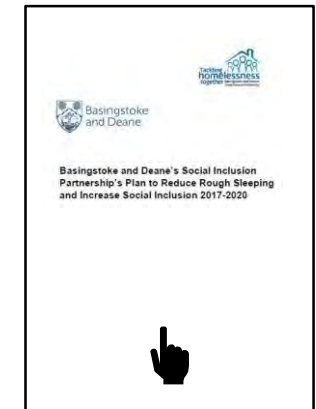 Tackling
homelessness
together
Basingstoke
and Deane
Basingstoke and Deane's Social Inclusion
Partnership's Plan to Reduce Rough Sleeping
and Increase Social Inclusion 2017-2020